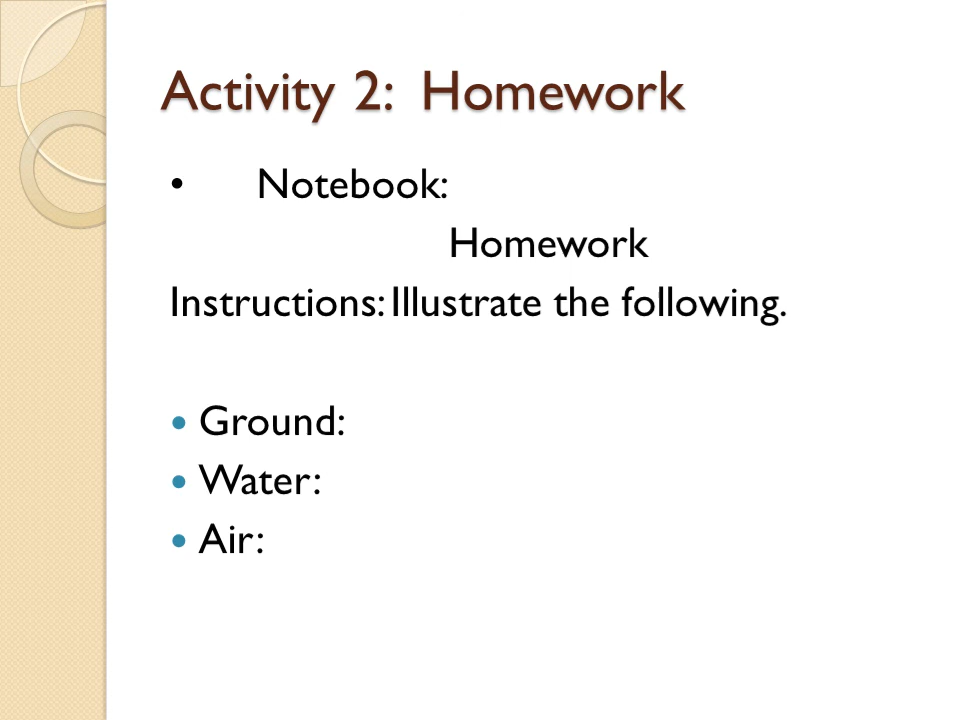 Activity 2: Homework
• Notebook:
Homework
Instructions: Illustrate the following.
• Ground:
• Water:
• Air: